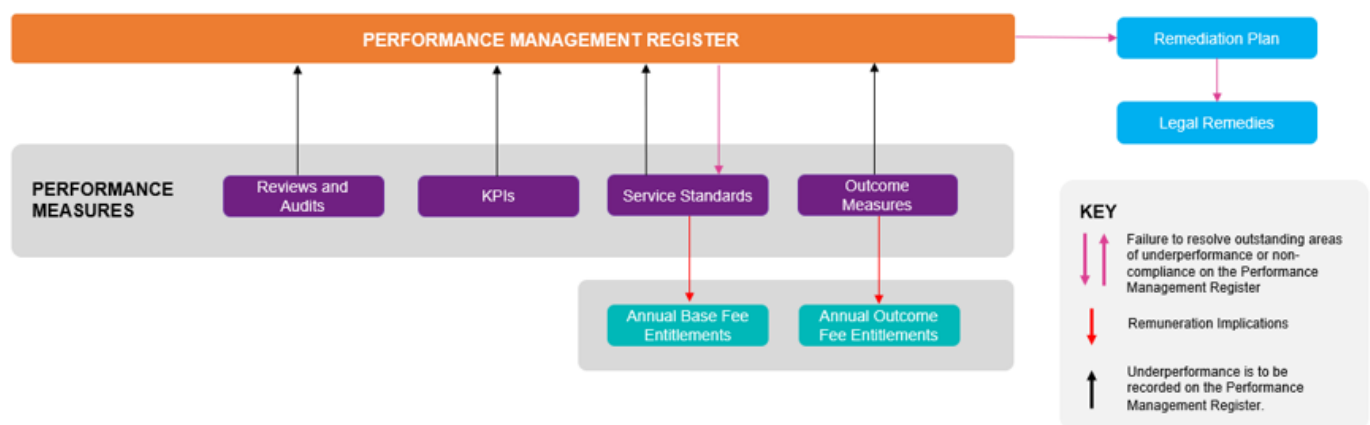 PERFORMANCE MANAGEMENT REGISTER
Remediation Plan
Legal Remedies
PERFORMANCE
MEASURES
Reviews and
Audits
KPIs
Service Standards
Outcome
Measures
Annual Base Fee
Entitlements
Annual Outcome
Fee Entitlements
KEY
Failure to resolve outstanding areas
of underperformance or non-
compliance on the Performance
Management Register
Remuneration Implications
Underperformance is to be
recorded on the Performance
Management Register.